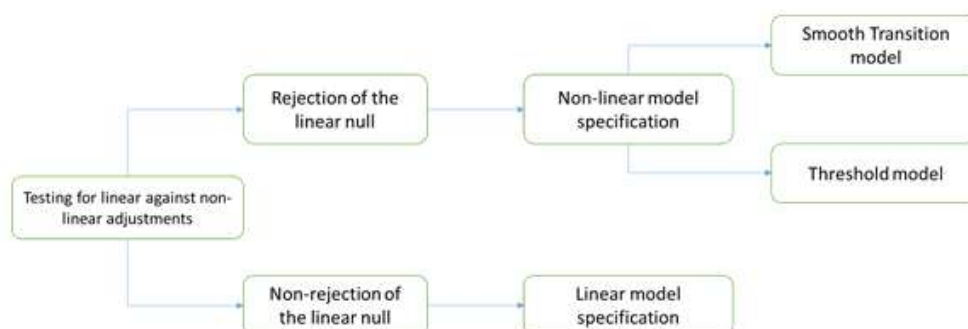 Smooth Transition
model
Rejection of the
linear null
Non-linear model
specification
Threshold model
Testing for linear against non-
linear adjustments
Non-rejection of
the linear null
Linear model
specification